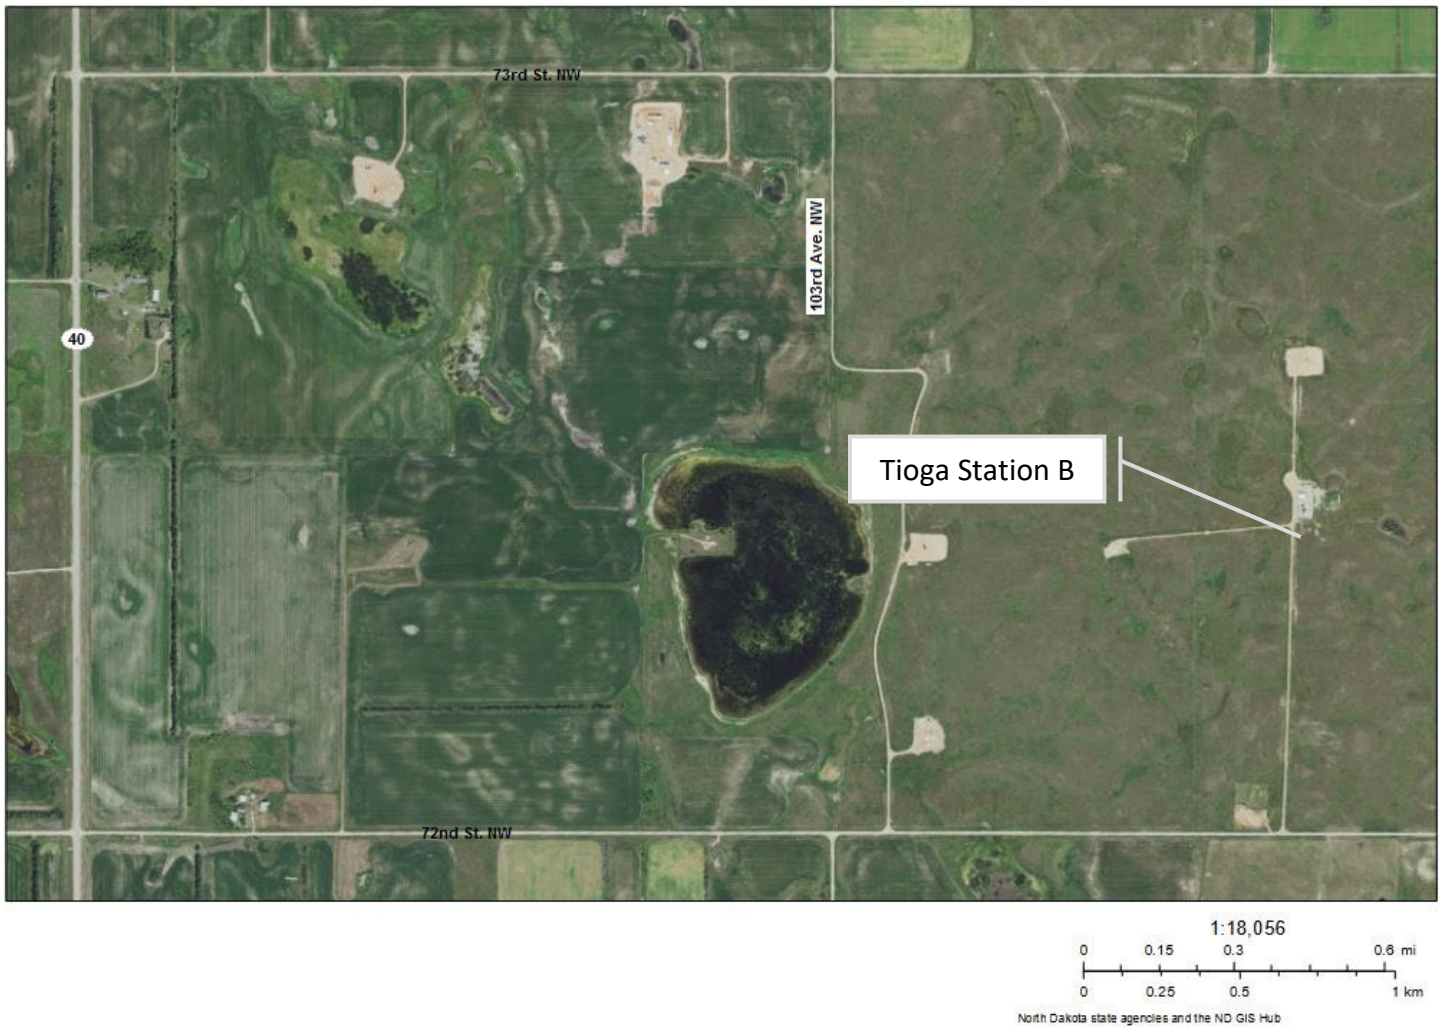 73rd St. NW
103rd Ave. NW
40
Tioga Station B
72nd St. NW
1:18,056
0 0.15 0.3 0.6 mi
0 0.25 0.5 1 km
North Dakota state agencies and the ND GIS Hub